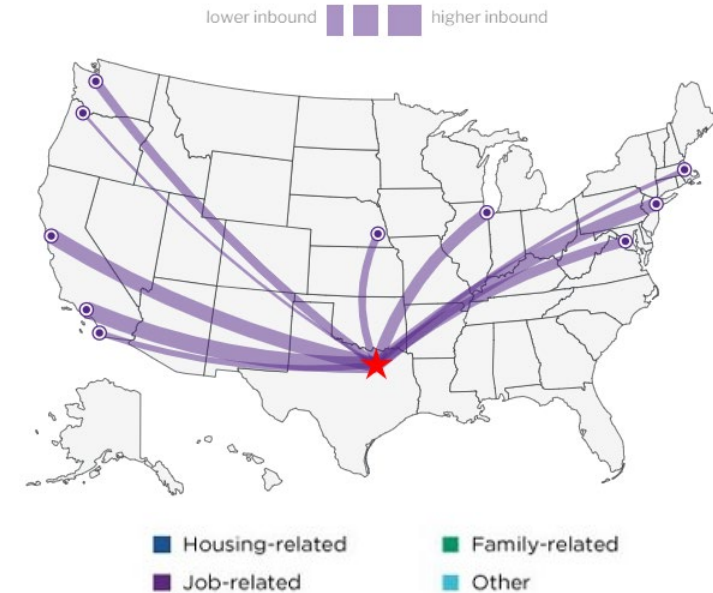 lower inbound higher inbound
Housing-related Family-related
Job-related Other